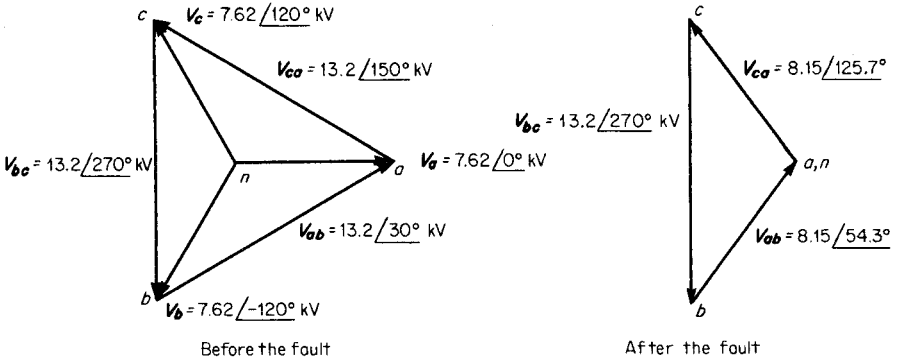 c
V_c = 7.62/120° kV
V_ca = 13.2/150° kV
V_bc = 13.2/270° kV
n
a
V_a = 7.62/0° kV
V_ab = 13.2/30° kV
b
V_b = 7.62/-120° kV
Before the fault
c
V_ca = 8.15/125.7°
V_bc = 13.2/270° kV
a,n
V_ab = 8.15/54.3°
b
After the fault